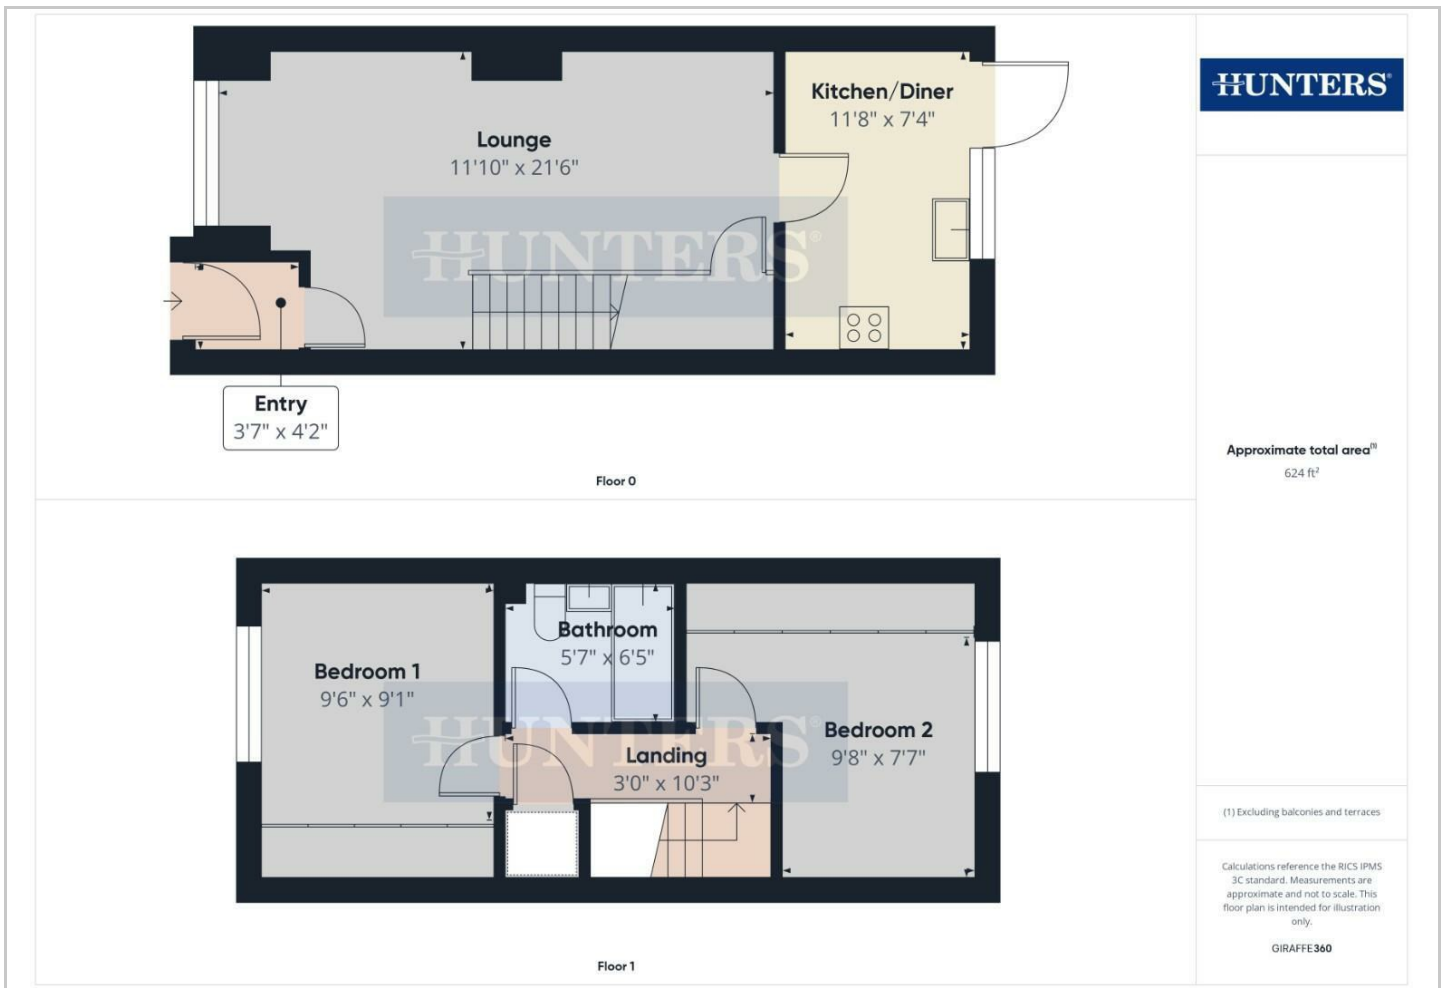 Kitchen/Diner
11'8" x 7'4"
Lounge
11'10" x 21'6"
HUNTERS®
Entry
3'7" x 4'2"
Floor 0
Bathroom
5'7" x 6'5"
Bedroom 1
9'6" x 9'1"
HUNTERS®
Landing
3'0" x 10'3"
Bedroom 2
9'8" x 7'7"
Floor 1
HUNTERS®
Approximate total area(1)
624 ft²
(1) Excluding balconies and terraces
Calculations reference the RICS IPMS
3C standard. Measurements are
approximate and not to scale. This
floor plan is intended for illustration
only.
GIRAFFE360